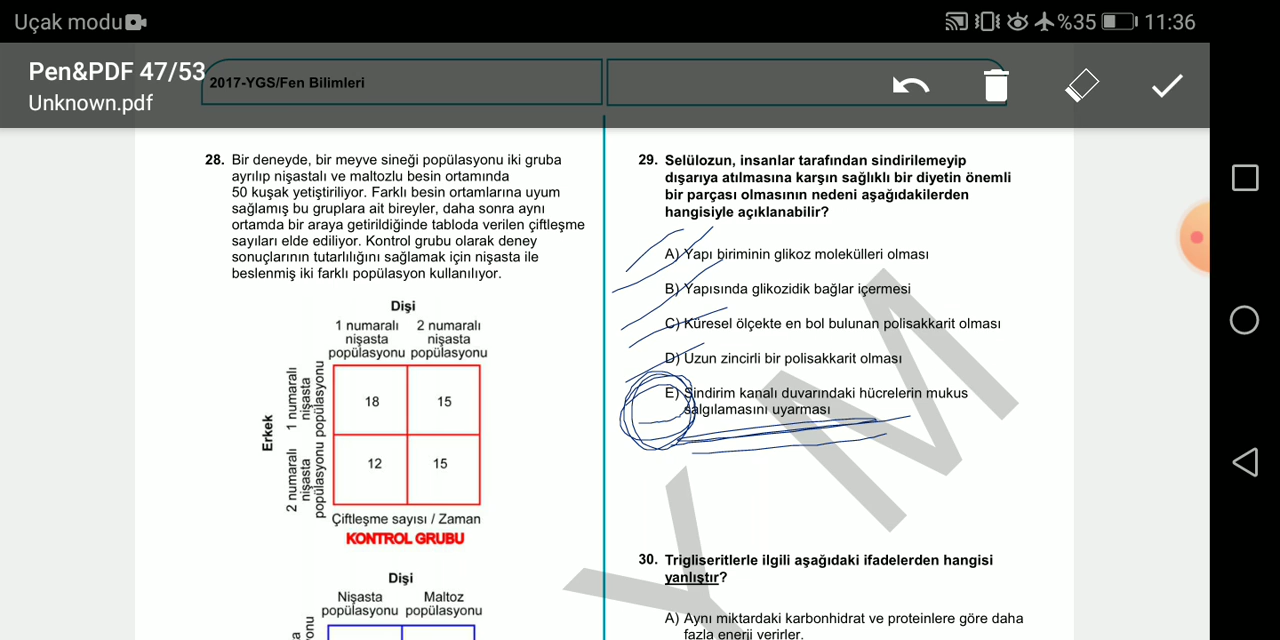 Uçak modu
%35 11:36
Pen&PDF 47/53
Unknown.pdf
2017-YGS/Fen Bilimleri
28. Bir deneyde, bir meyve sineği popülasyonu iki gruba
ayrılıp nişastalı ve maltozlu besin ortamında
50 kuşak yetiştiriliyor. Farklı besin ortamlarına uyum
sağlamış bu gruplara ait bireyler, daha sonra aynı
ortamda bir araya getirildiğinde tabloda verilen çiftleşme
sayıları elde ediliyor. Kontrol grubu olarak deney
sonuçlarının tutarlılığını sağlamak için nişasta ile
beslenmiş iki farklı popülasyon kullanılıyor.
Dişi
1 numaralı 2 numaralı
nişasta nişasta
popülasyonu popülasyonu
Erkek
1 numaralı
nişasta
popülasyonu
18 15
2 numaralı
nişasta
popülasyonu
12 15
Çiftleşme sayısı / Zaman
KONTROL GRUBU
Dişi
Nişasta Maltoz
popülasyonu popülasyonu
29. Selülozun, insanlar tarafından sindirilemeyip
dışarıya atılmasına karşın sağlıklı bir diyetin önemli
bir parçası olmasının nedeni aşağıdakilerden
hangisiyle açıklanabilir?
A) Yapı biriminin glikoz molekülleri olması
B) Yapısında glikozidik bağlar içermesi
C) Küresel ölçekte en bol bulunan polisakkarit olması
D) Uzun zincirli bir polisakkarit olması
E) Sindirim kanalı duvarındaki hücrelerin mukus
salgılamasını uyarması
30. Trigliseritlerle ilgili aşağıdaki ifadelerden hangisi
yanlıştır?
A) Aynı miktardaki karbonhidrat ve proteinlere göre daha
fazla enerji verirler.
Y M